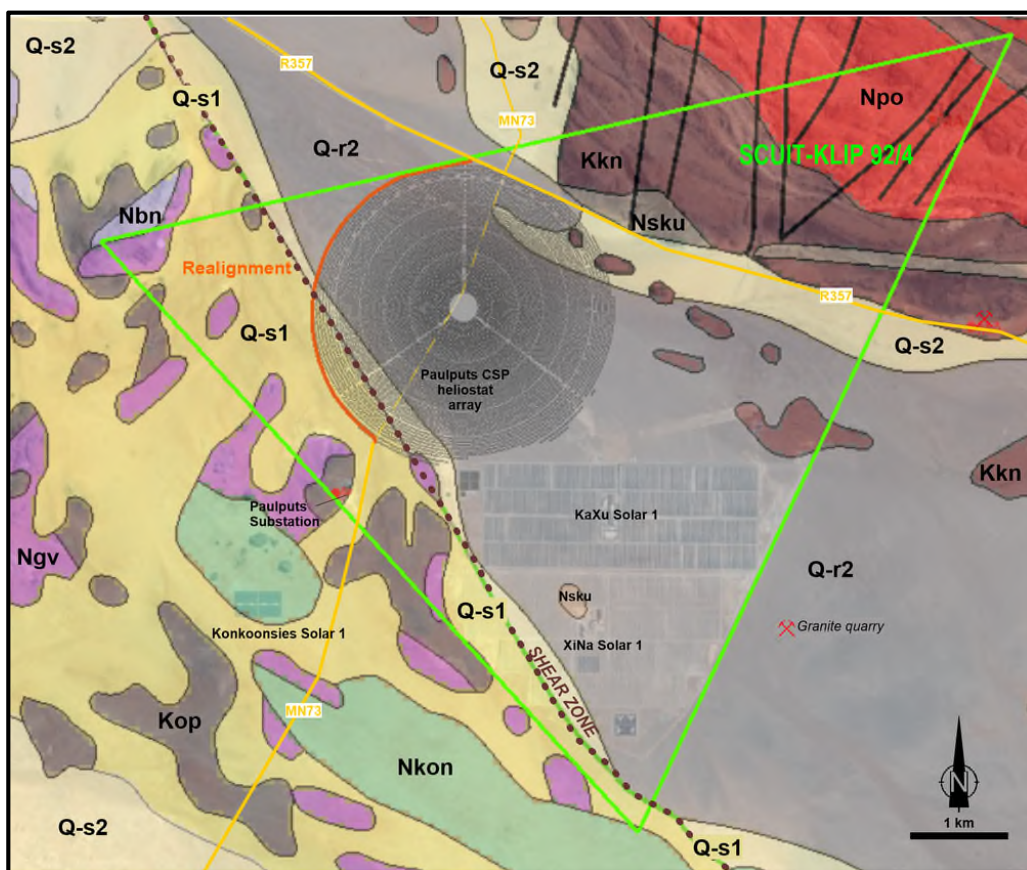 Q-s2
Q-s1
R357
Q-s2
MN73
Npo
Q-r2
Kkn
SCUIT-KLIP 92/4
Nbn
Nsku
Realignment
R357
Q-s1
Q-s2
Paulputs CSP
heliostat
array
Kkn
Paulputs
Substation
KaXu Solar 1
Ngv
Q-r2
Nsku
Q-s1
Granite quarry
Konkoonsies Solar 1
XiNa Solar 1
SHEAR ZONE
Kop
MN73
Nkon
N
Q-s2
1 km
Q-s1